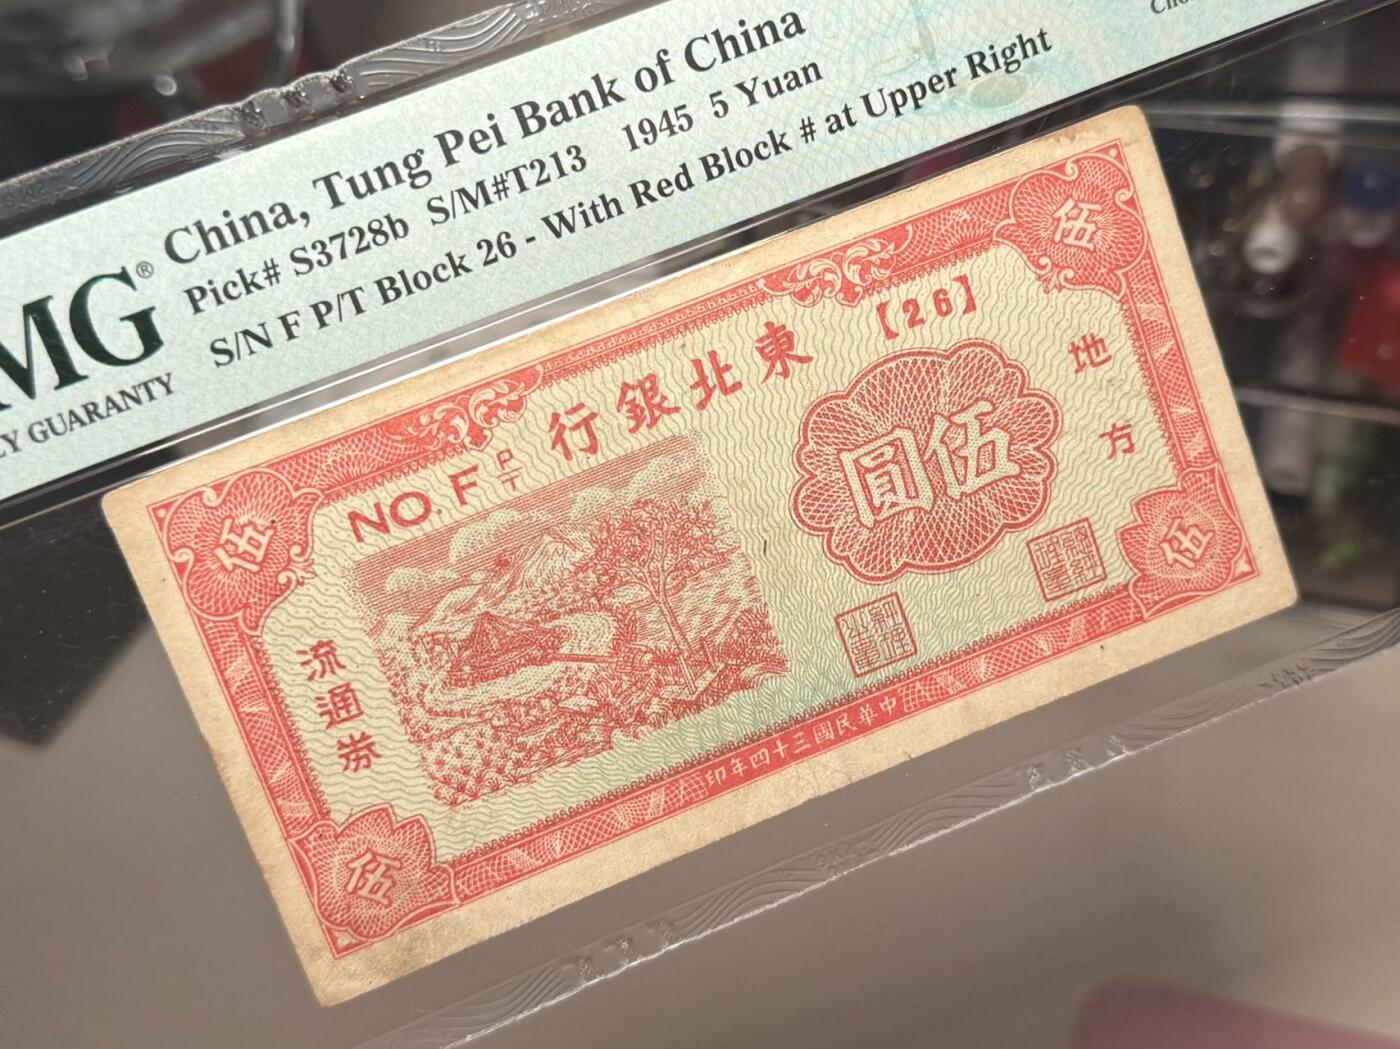 China, Tung Pei Bank of China
Pick# S3728b S/M#T213 1945 5 Yuan
S/N F P/T Block 26 - With Red Block # at Upper Right
MG®
GUARANTY
伍
伍
【26】
東北銀行
NO. F P/T
伍圓
地方
流通券
中華民國三十四年印
伍
伍